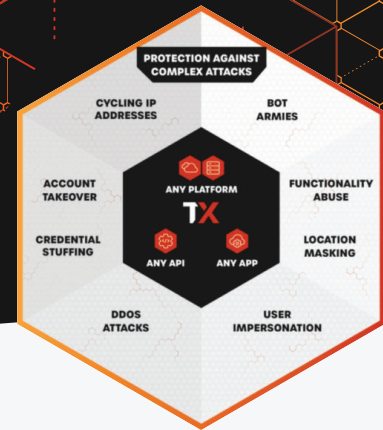 PROTECTION AGAINST
COMPLEX ATTACKS
CYCLING IP
ADDRESSES
BOT
ARMIES
ACCOUNT
TAKEOVER
FUNCTIONALITY
ABUSE
ANY PLATFORM
TX
CREDENTIAL
STUFFING
LOCATION
MASKING
ANY API
ANY APP
DDOS
ATTACKS
USER
IMPERSONATION